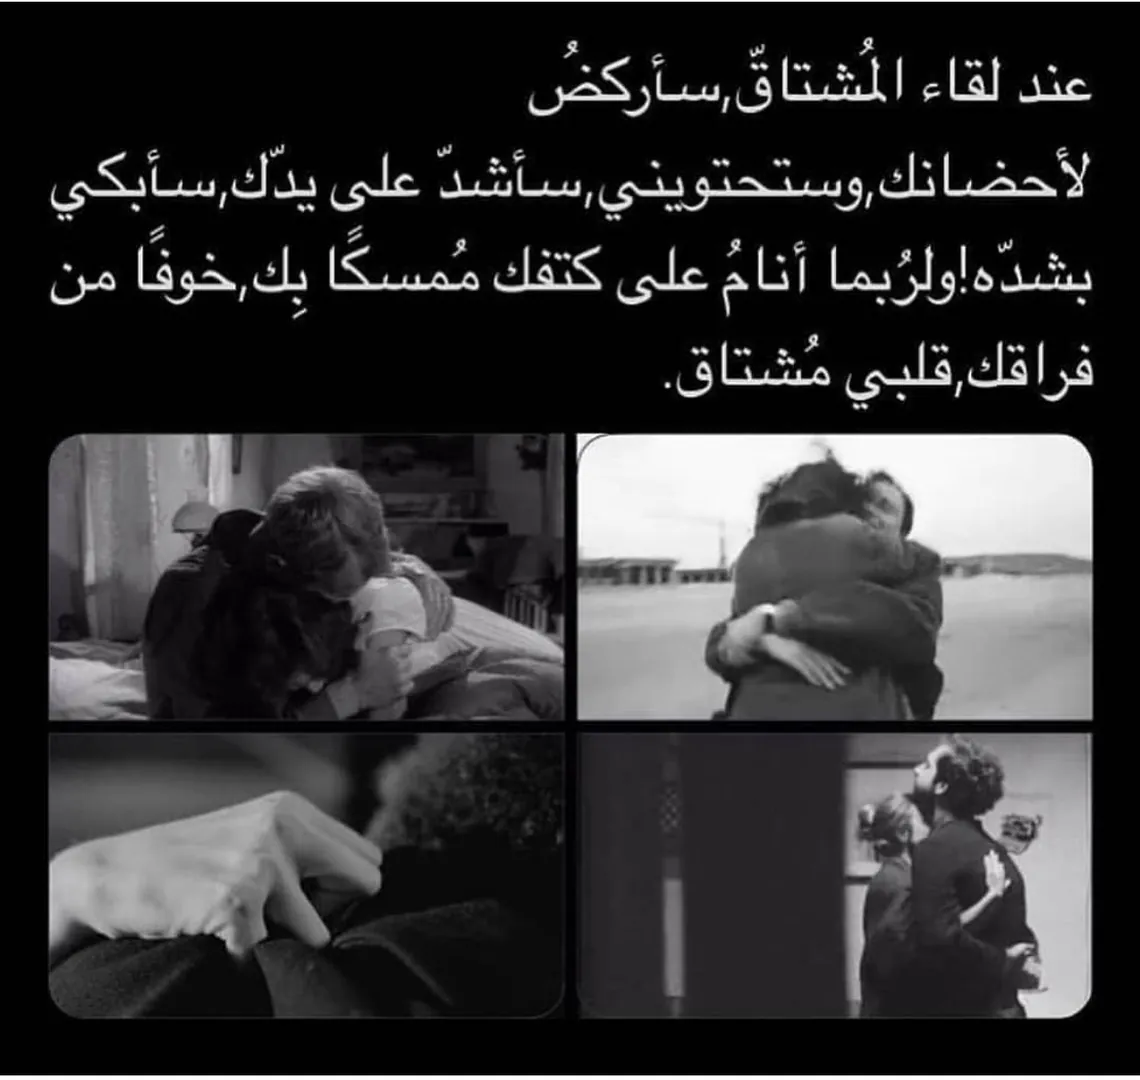 عند لقاء المُشتاقّ,سأركضُ
لأحضانك,وستحتويني,سأشدّ على يدّك,سأبكي
بشدّه!ولرُبما أنامُ على كتفك مُمسكًا بِك,خوفًا من
فراقك,قلبي مُشتاق.